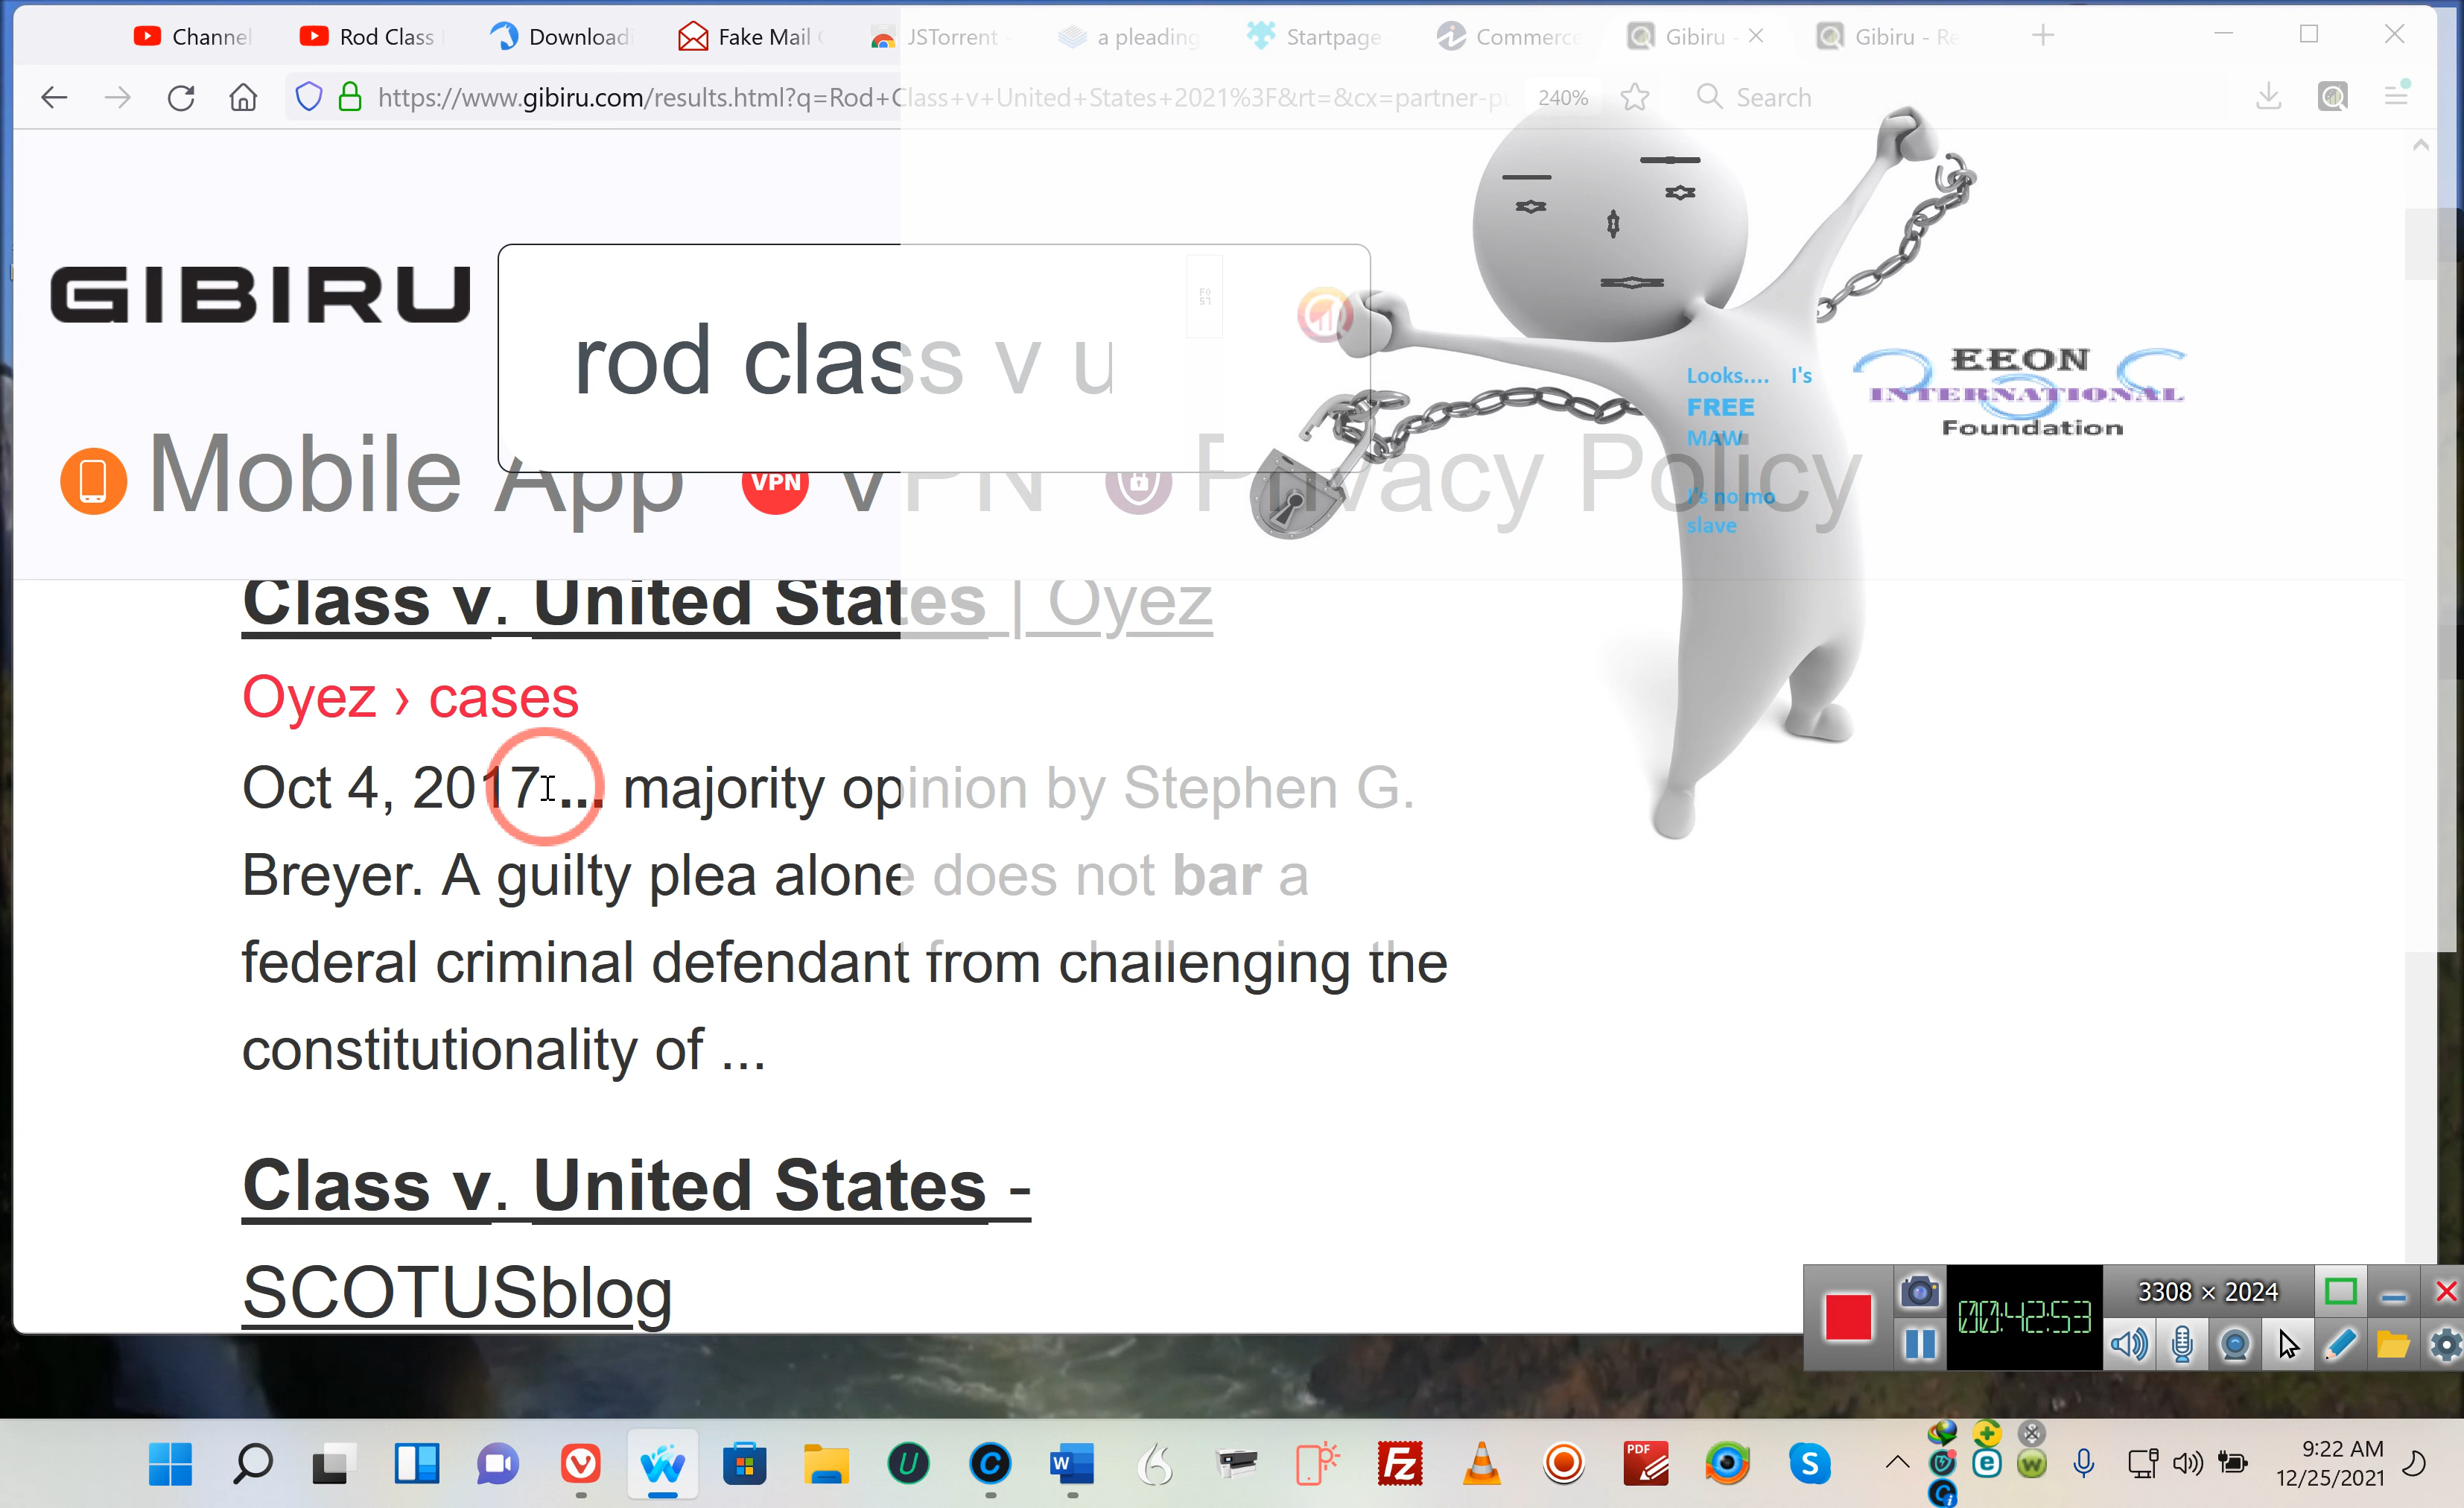 Channel
Rod Class
Downloadi
Fake Mail
JSTorrent -
a pleading
Startpage
Commerce
Gibiru -
Gibiru - Re
https://www.gibiru.com/results.html?q=Rod+Class+v+United+States+2021%3F&rt=&cx=partner-pu
240%
Search
GIBIRU
rod class v u
Looks.... I's
FREE
MAW
I's no mo
slave
EEON
INTERNATIONAL
Foundation
Mobile App
VPN
VPN
Privacy Policy
Class v. United States | Oyez
Oyez › cases
Oct 4, 2017 ... majority opinion by Stephen G.
Breyer. A guilty plea alone does not bar a
federal criminal defendant from challenging the
constitutionality of ...
Class v. United States -
SCOTUSblog
00:42:53
3308 × 2024
PDF
9:22 AM
12/25/2021